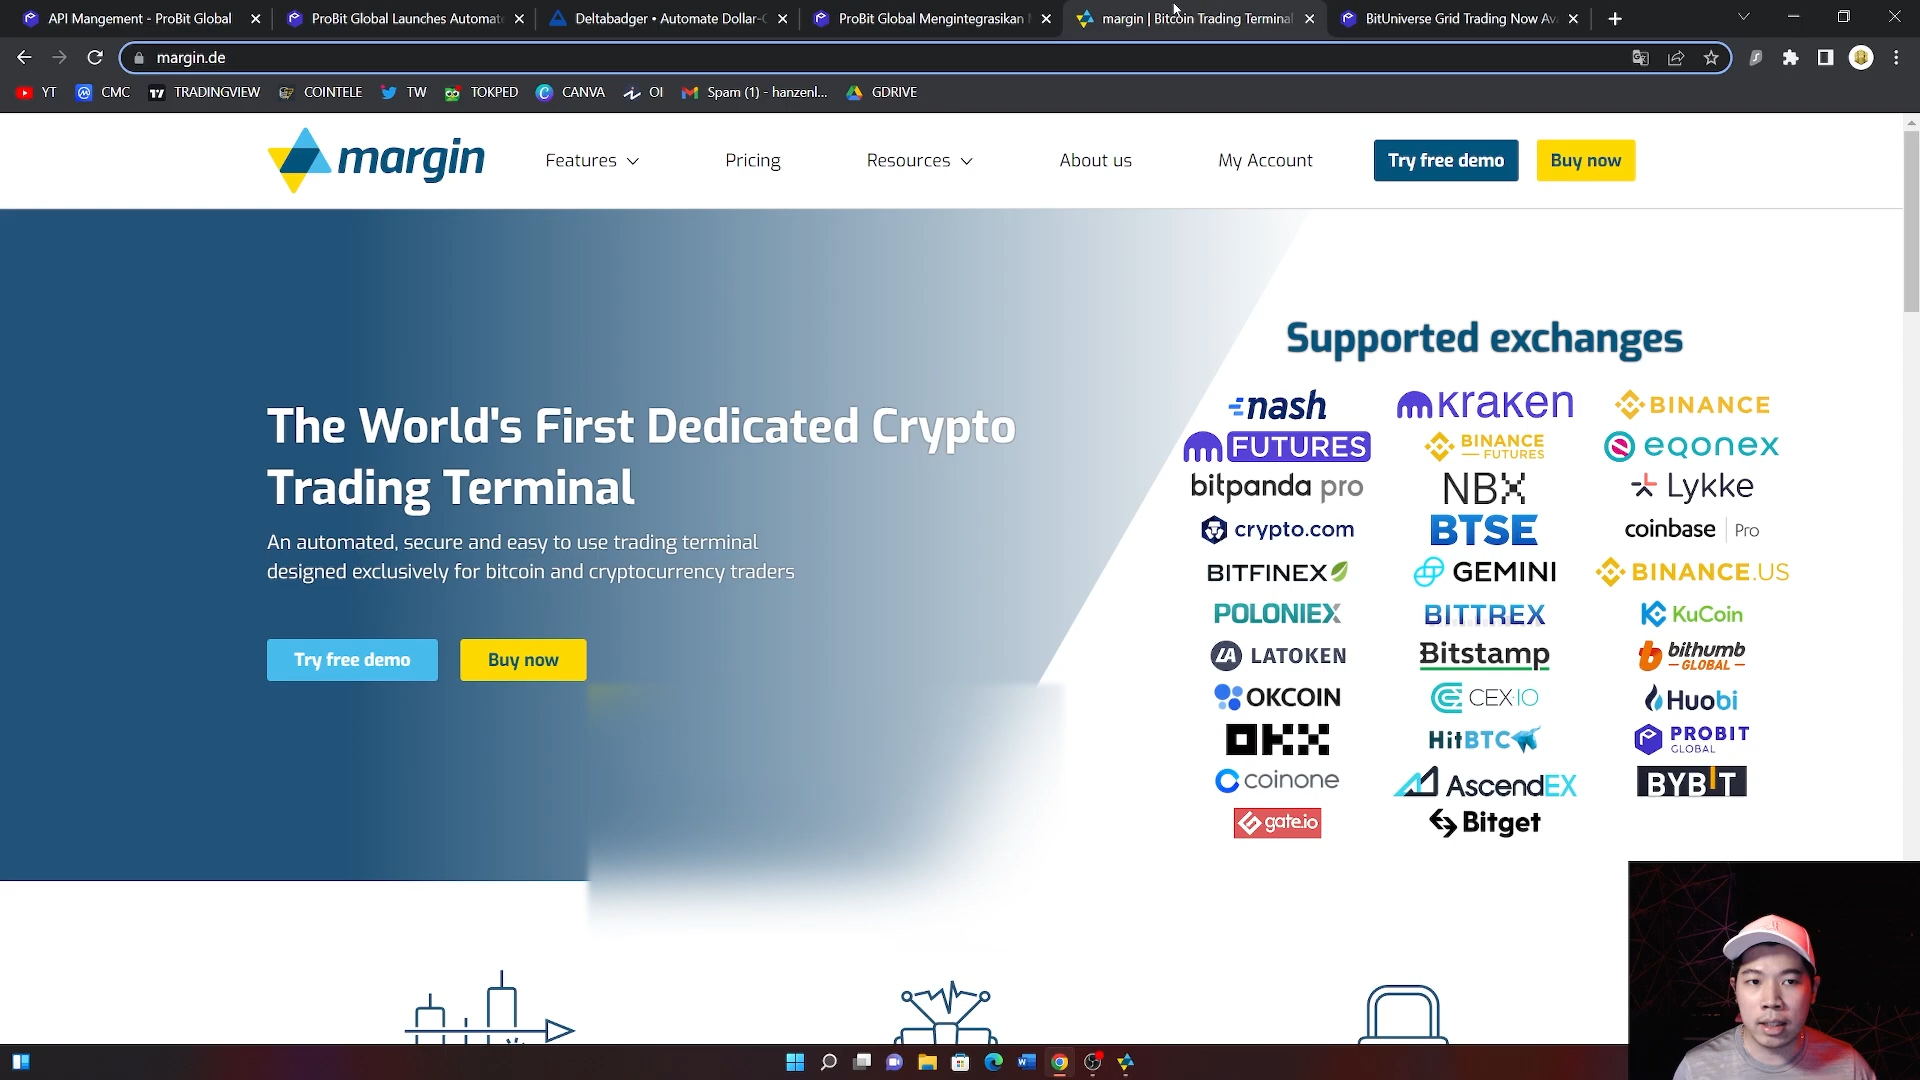 API Mangement - ProBit Global
ProBit Global Launches Automate
Deltabadger • Automate Dollar-C
ProBit Global Mengintegrasikan
margin | Bitcoin Trading Terminal
BitUniverse Grid Trading Now Av
margin.de
YT
CMC
TRADINGVIEW
COINTELE
TW
TOKPED
CANVA
OI
Spam (1) - hanzenl...
GDRIVE
margin
Features
Pricing
Resources
About us
My Account
Try free demo
Buy now
Supported exchanges
The World's First Dedicated Crypto
Trading Terminal
An automated, secure and easy to use trading terminal
designed exclusively for bitcoin and cryptocurrency traders
Try free demo
Buy now
nash kraken BINANCE
FUTURES BINANCE FUTURES eqonex
bitpanda pro NBX Lykke
crypto.com BTSE coinbase Pro
BITFINEX GEMINI BINANCE.US
POLONIEX BITTREX KuCoin
LA LATOKEN Bitstamp bithumb GLOBAL
OKCOIN CEX.IO Huobi
OKX HitBTC PROBIT GLOBAL
coinone AscendEX BYBIT
gate.io Bitget